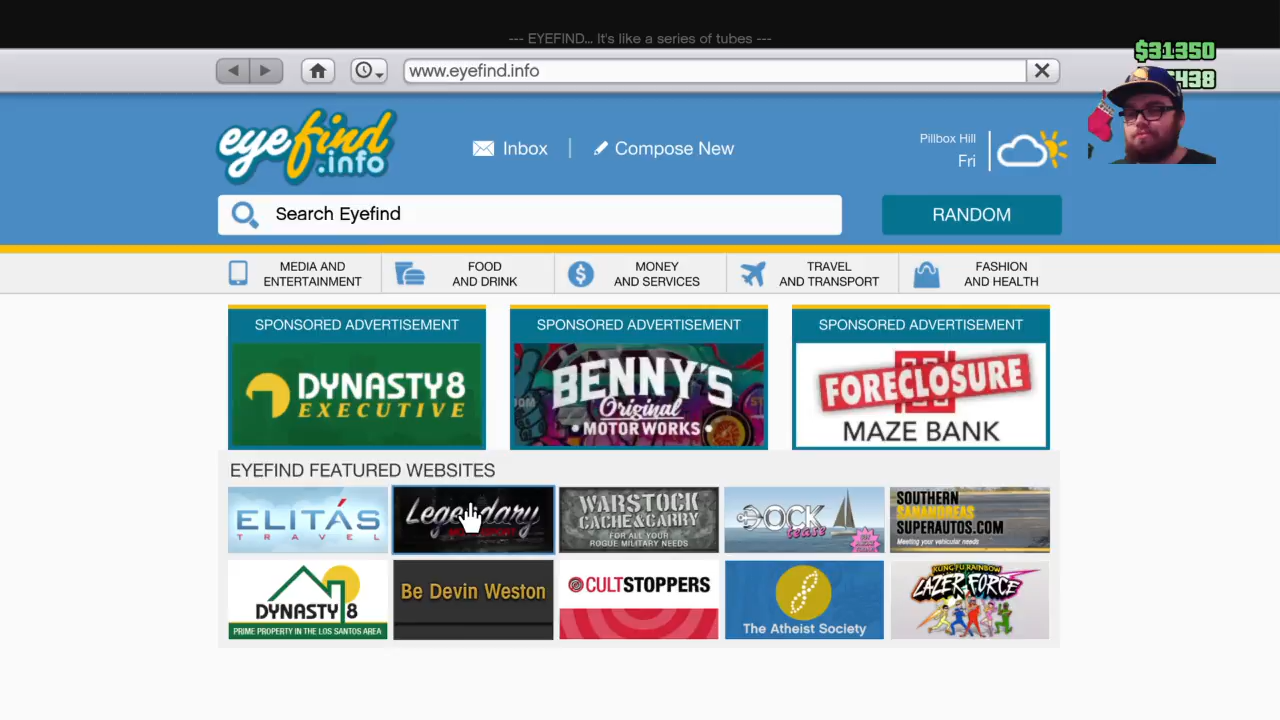 --- EYEFIND... It's like a series of tubes ---
www.eyefind.info
$31350
438
eyefind.info
Inbox
Compose New
Pillbox Hill
Fri
Search Eyefind
RANDOM
MEDIA AND
ENTERTAINMENT
FOOD
AND DRINK
MONEY
AND SERVICES
TRAVEL
AND TRANSPORT
FASHION
AND HEALTH
SPONSORED ADVERTISEMENT
SPONSORED ADVERTISEMENT
SPONSORED ADVERTISEMENT
DYNASTY8
EXECUTIVE
BENNY'S
Original
MOTORWORKS
FORECLOSURE
MAZE BANK
EYEFIND FEATURED WEBSITES
ELITÁS
TRAVEL
Legendary
WARSTOCK
CACHE&CARRY
FOR ALL YOUR
ROGUE MILITARY NEEDS
DOCK
tease
SOUTHERN
SANANDREAS
SUPERAUTOS.COM
Meeting your vehicular needs
DYNASTY 8
PRIME PROPERTY IN THE LOS SANTOS AREA
Be Devin Weston
CULTSTOPPERS
The Atheist Society
KUNG FU RAINBOW
LAZER FORCE